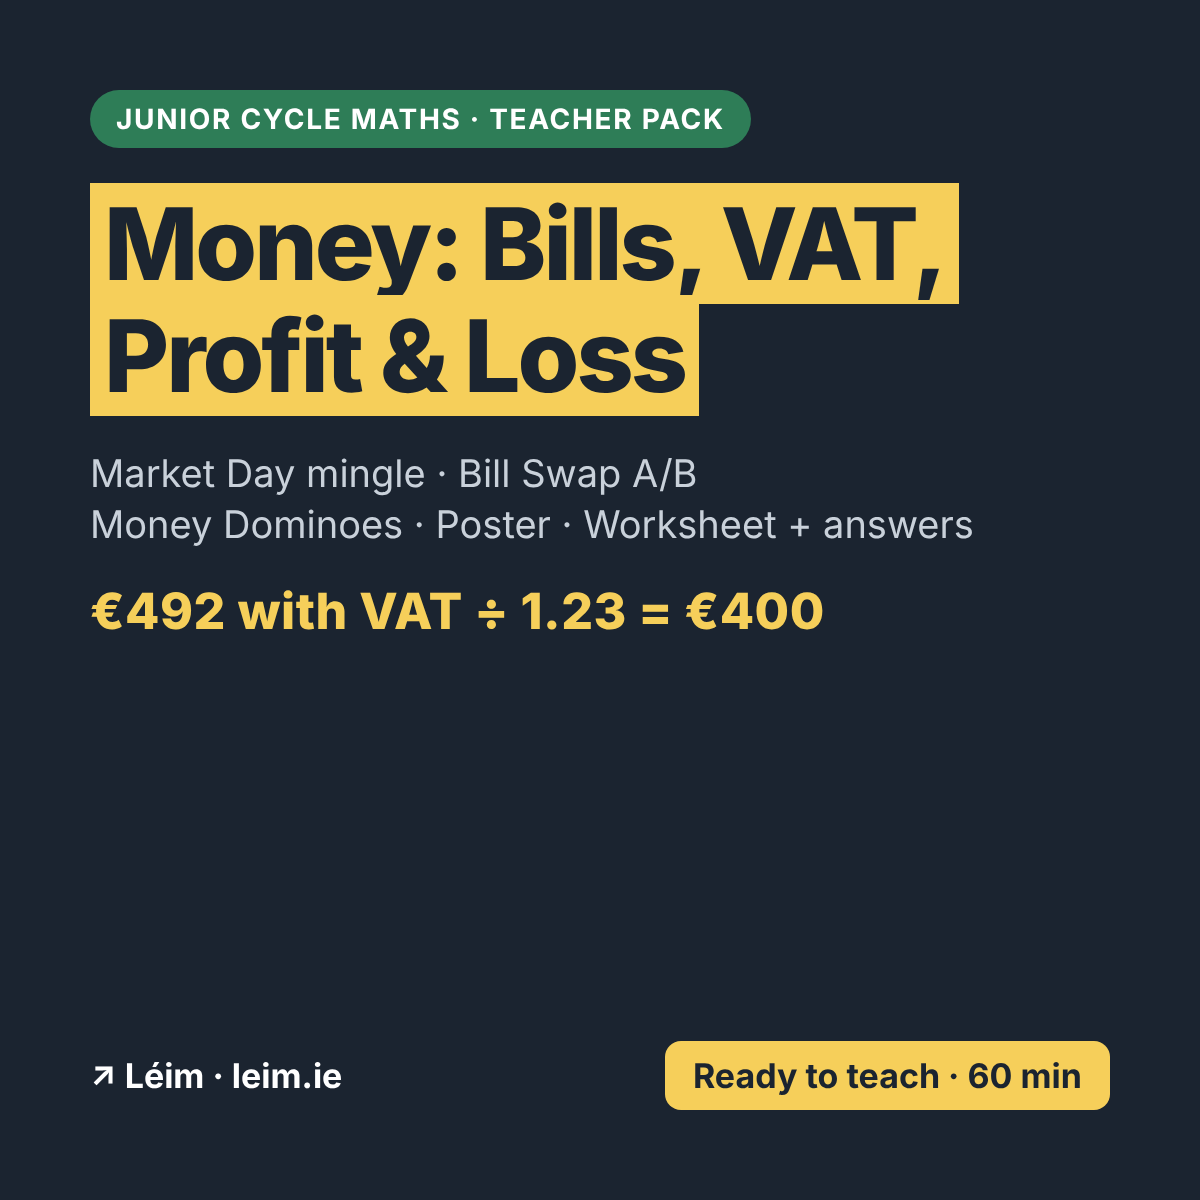 JUNIOR CYCLE MATHS · TEACHER PACK
Money: Bills, VAT,
Profit & Loss
Market Day mingle · Bill Swap A/B
Money Dominoes · Poster · Worksheet + answers
€492 with VAT ÷ 1.23 = €400
↗ Léim · leim.ie
Ready to teach · 60 min